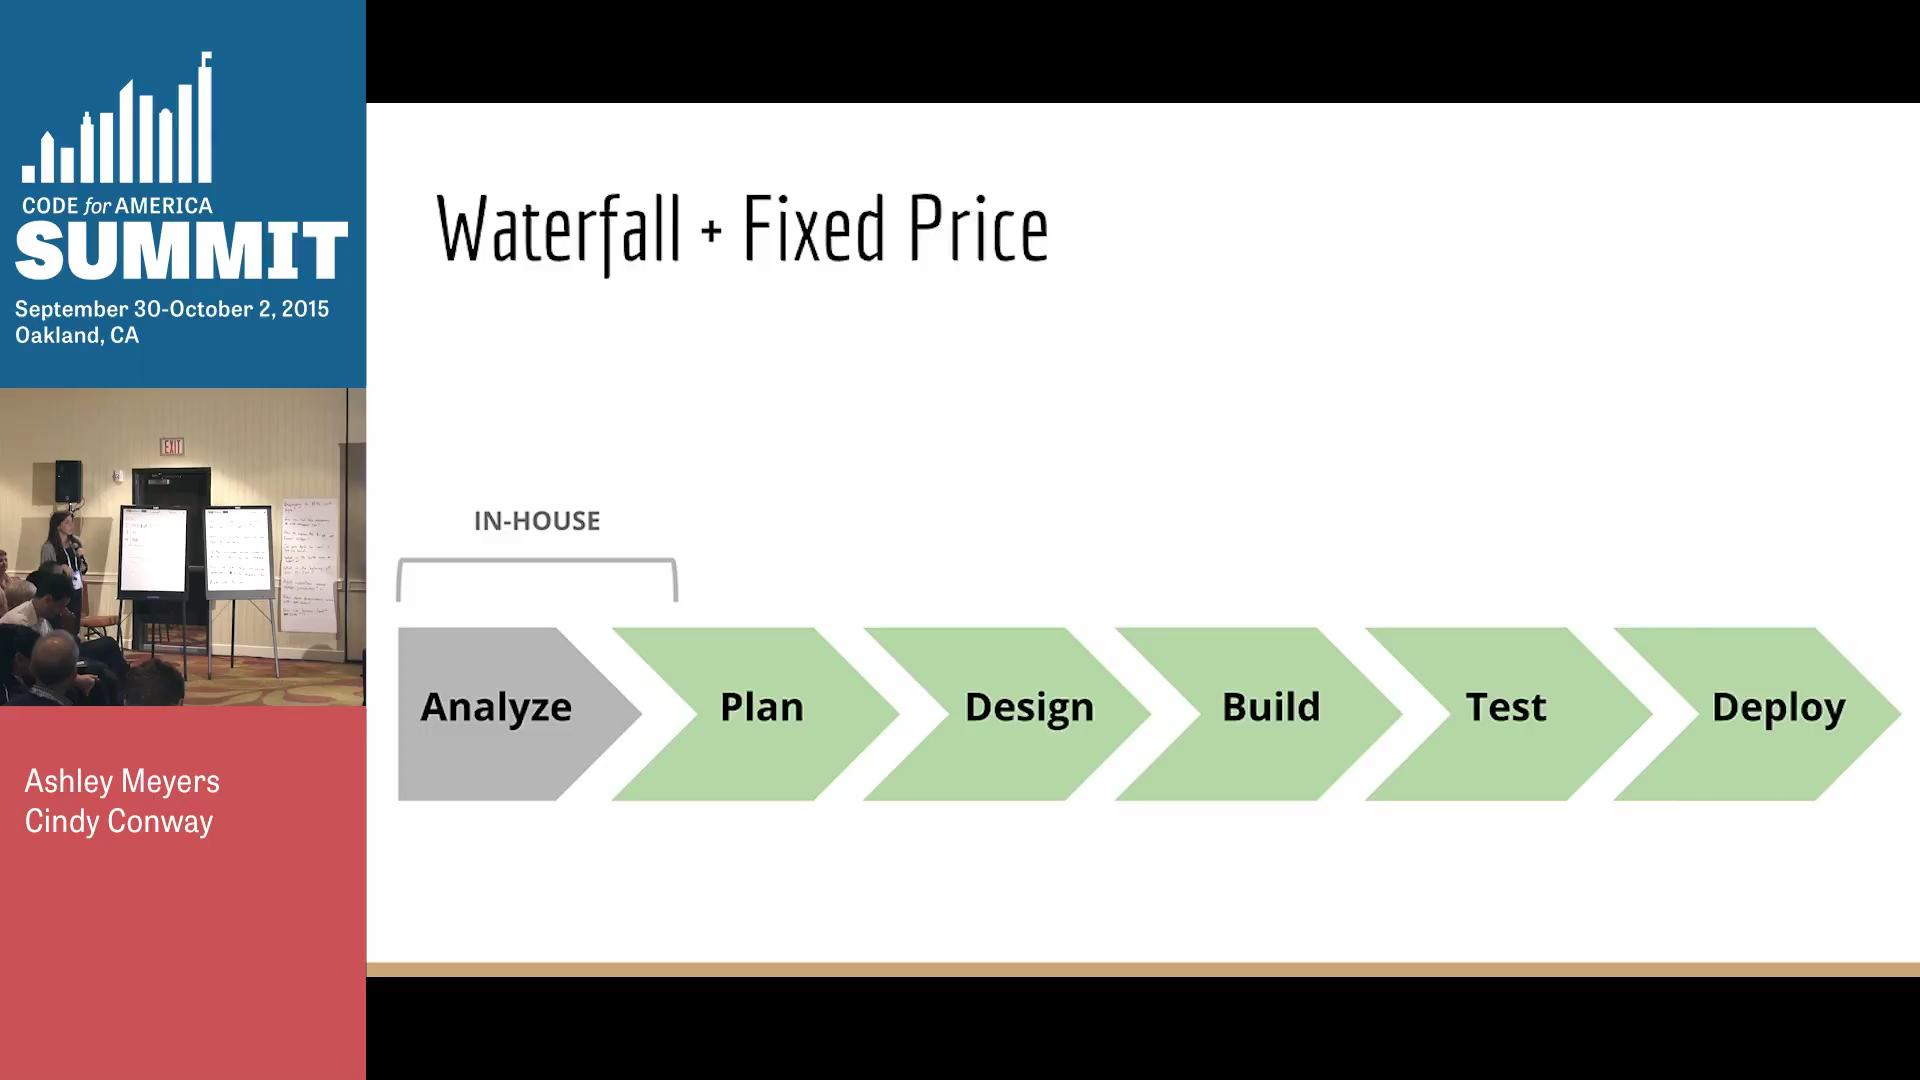 CODE for AMERICA
SUMMIT
September 30-October 2, 2015
Oakland, CA
EXIT
Ashley Meyers
Cindy Conway
Waterfall + Fixed Price
IN-HOUSE
Analyze
Plan
Design
Build
Test
Deploy